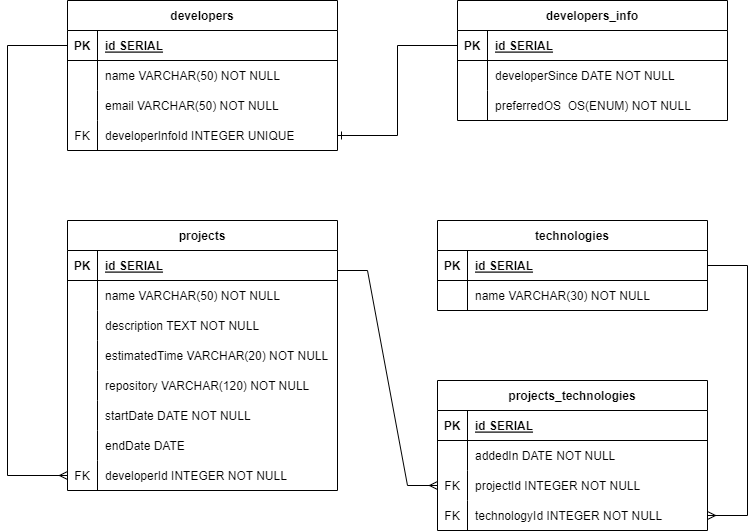 developers
PK id SERIAL
name VARCHAR(50) NOT NULL
email VARCHAR(50) NOT NULL
FK developerInfoId INTEGER UNIQUE
developers_info
PK id SERIAL
developerSince DATE NOT NULL
preferredOS  OS(ENUM) NOT NULL
projects
PK id SERIAL
name VARCHAR(50) NOT NULL
description TEXT NOT NULL
estimatedTime VARCHAR(20) NOT NULL
repository VARCHAR(120) NOT NULL
startDate DATE NOT NULL
endDate DATE
FK developerId INTEGER NOT NULL
technologies
PK id SERIAL
name VARCHAR(30) NOT NULL
projects_technologies
PK id SERIAL
addedIn DATE NOT NULL
FK projectId INTEGER NOT NULL
FK technologyId INTEGER NOT NULL